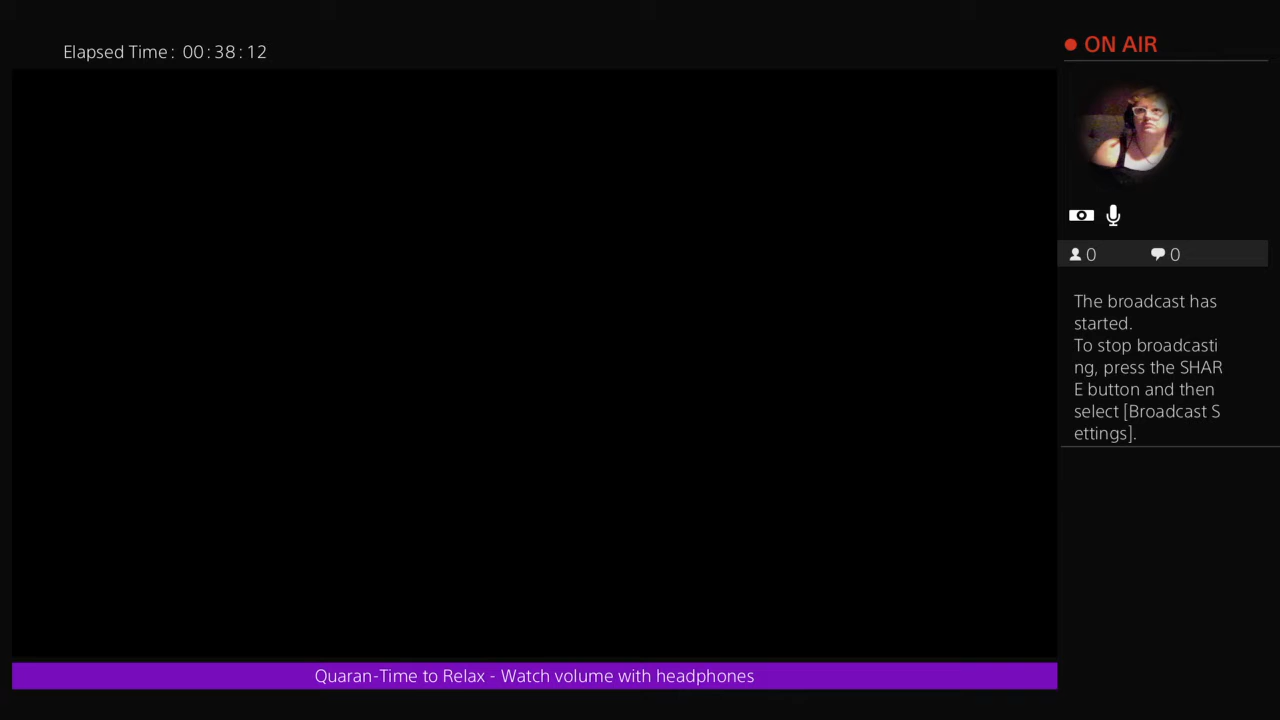 Elapsed Time: 00:38:12
ON AIR
0 0
The broadcast has
started.
To stop broadcasti
ng, press the SHAR
E button and then
select [Broadcast S
ettings].
Quaran-Time to Relax - Watch volume with headphones